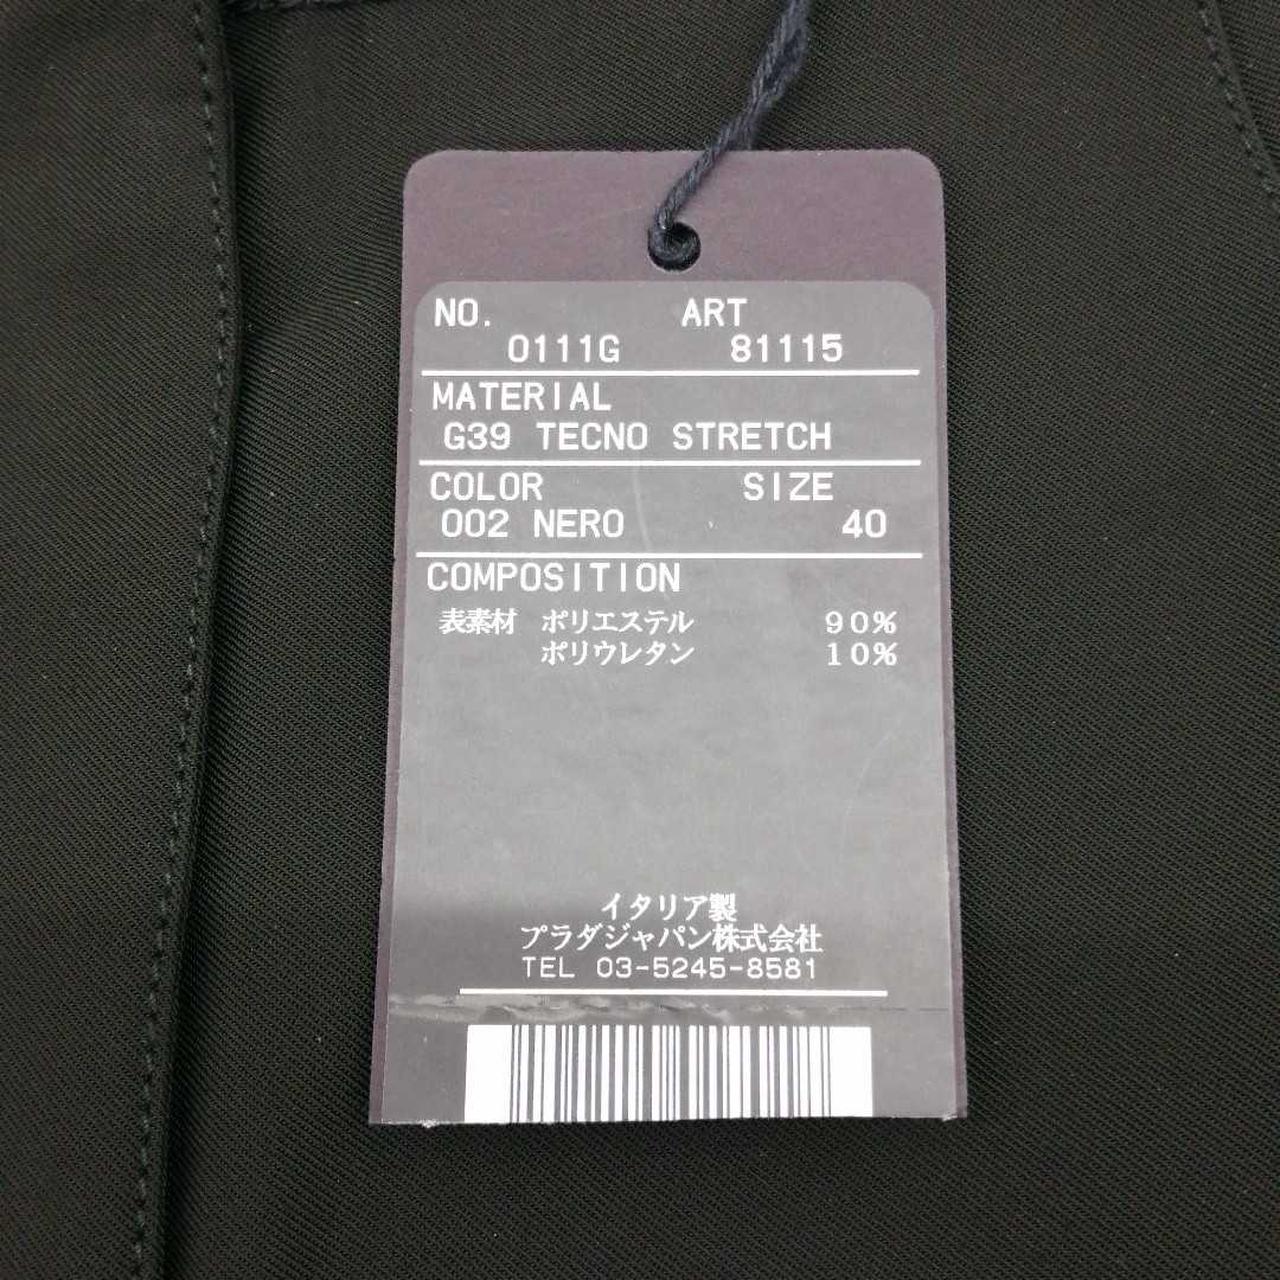 NO. ART
0111G 81115
MATERIAL
G39 TECNO STRETCH
COLOR SIZE
002 NERO 40
COMPOSITION
表素材 ポリエステル 90%
ポリウレタン 10%
イタリア製
プラダジャパン株式会社
TEL 03-5245-8581